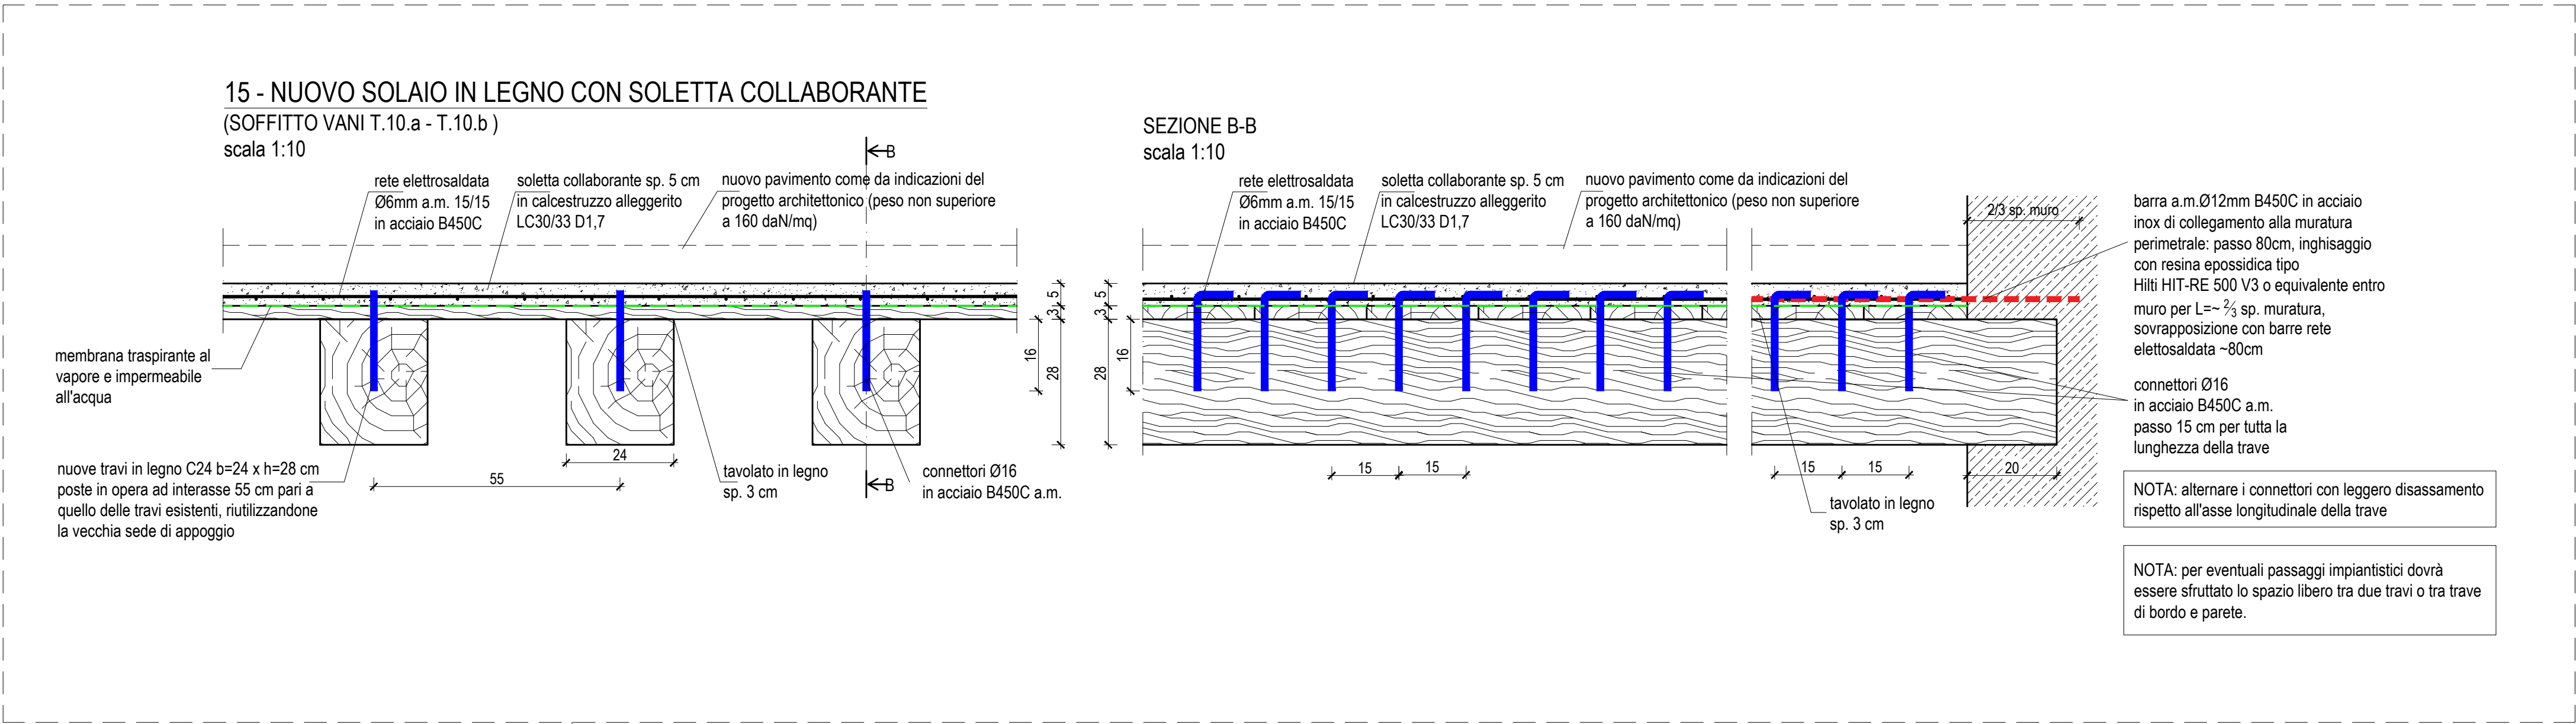 15 - NUOVO SOLAIO IN LEGNO CON SOLETTA COLLABORANTE
(SOFFITTO VANI T.10.a - T.10.b )
scala 1:10
B
rete elettrosaldata
Ø6mm a.m. 15/15
in acciaio B450C
soletta collaborante sp. 5 cm
in calcestruzzo alleggerito
LC30/33 D1,7
nuovo pavimento come da indicazioni del
progetto architettonico (peso non superiore
a 160 daN/mq)
membrana traspirante al
vapore e impermeabile
all'acqua
nuove travi in legno C24 b=24 x h=28 cm
poste in opera ad interasse 55 cm pari a
quello delle travi esistenti, riutilizzandone
la vecchia sede di appoggio
55
24
tavolato in legno
sp. 3 cm
B
connettori Ø16
in acciaio B450C a.m.
5
3
16
28
SEZIONE B-B
scala 1:10
rete elettrosaldata
Ø6mm a.m. 15/15
in acciaio B450C
soletta collaborante sp. 5 cm
in calcestruzzo alleggerito
LC30/33 D1,7
nuovo pavimento come da indicazioni del
progetto architettonico (peso non superiore
a 160 daN/mq)
2/3 sp. muro
5
3
28
16
15
15
15
15
20
tavolato in legno
sp. 3 cm
barra a.m.Ø12mm B450C in acciaio
inox di collegamento alla muratura
perimetrale: passo 80cm, inghisaggio
con resina epossidica tipo
Hilti HIT-RE 500 V3 o equivalente entro
muro per L=~ 2/3 sp. muratura,
sovrapposizione con barre rete
elettosaldata ~80cm
connettori Ø16
in acciaio B450C a.m.
passo 15 cm per tutta la
lunghezza della trave
NOTA: alternare i connettori con leggero disassamento
rispetto all'asse longitudinale della trave
NOTA: per eventuali passaggi impiantistici dovrà
essere sfruttato lo spazio libero tra due travi o tra trave
di bordo e parete.